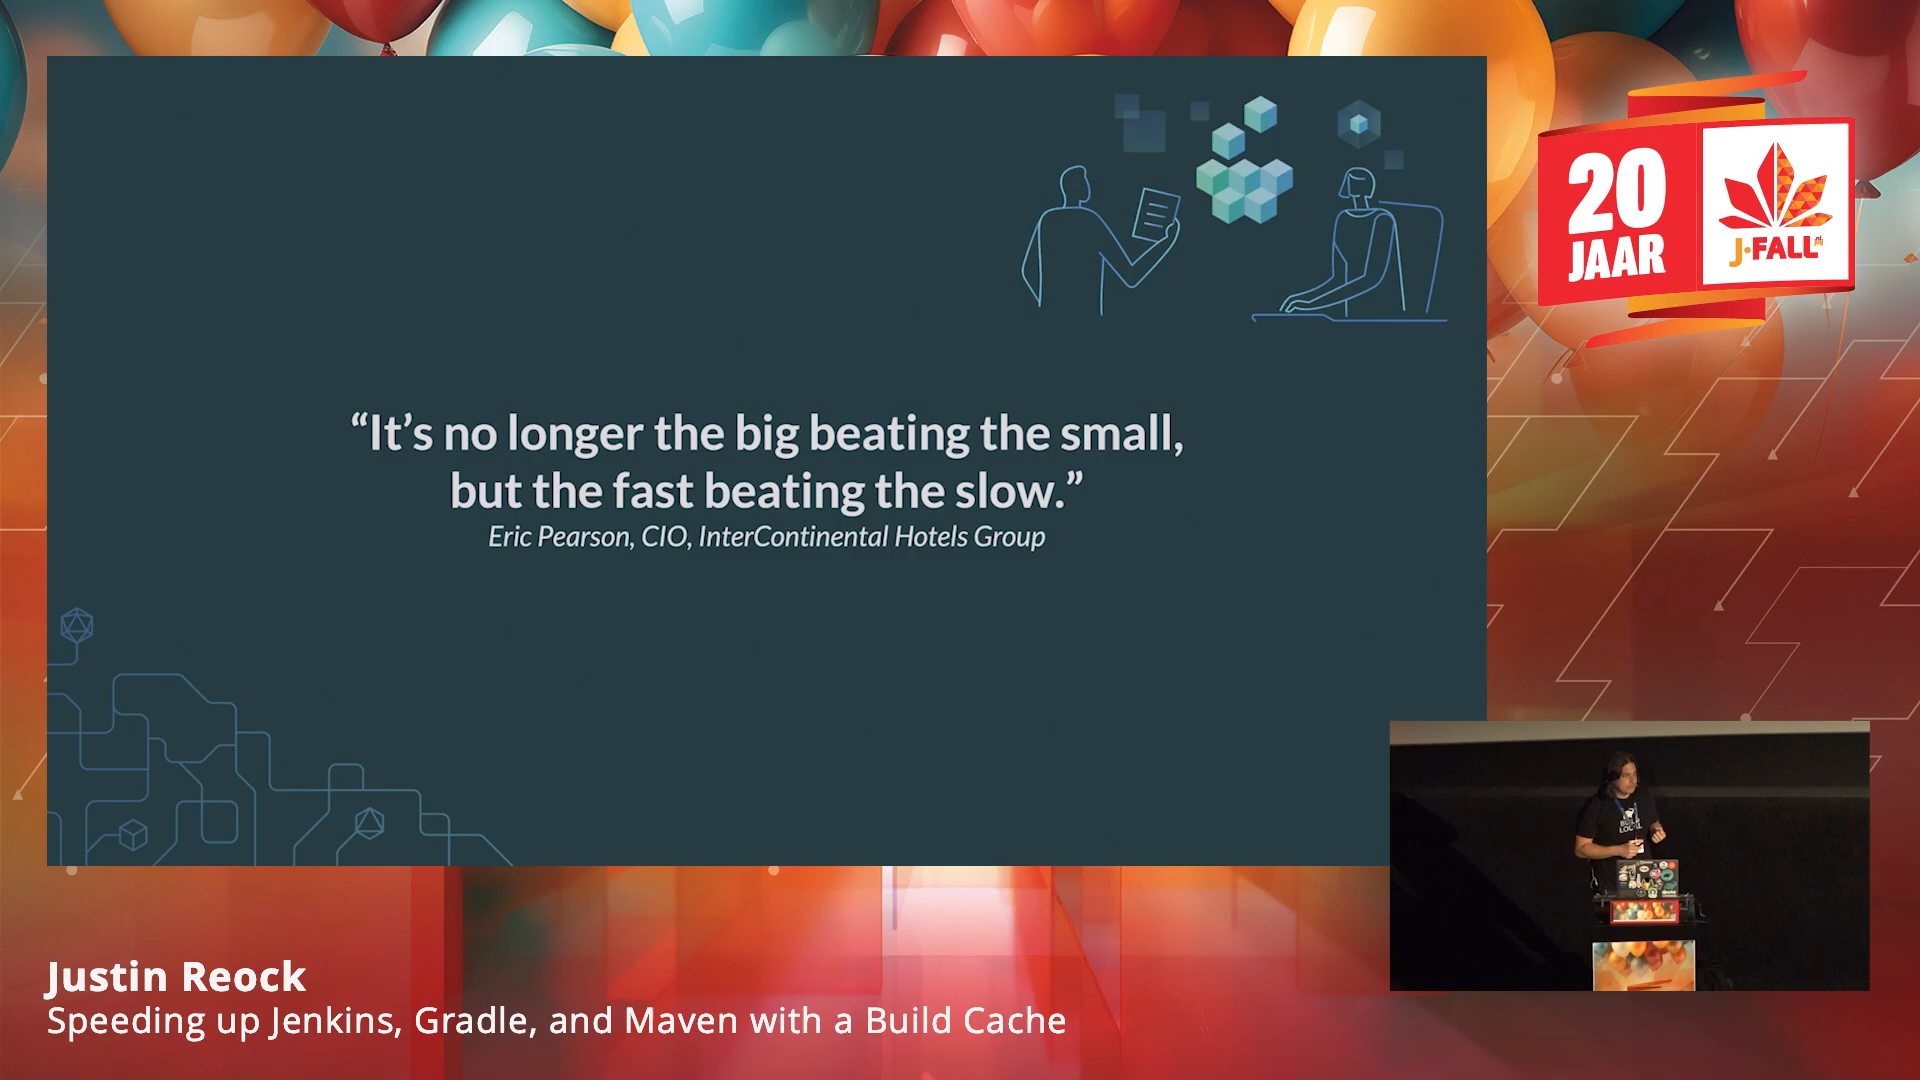 “It’s no longer the big beating the small,
but the fast beating the slow.”
Eric Pearson, CIO, InterContinental Hotels Group
20
JAAR
J•FALL
Justin Reock
Speeding up Jenkins, Gradle, and Maven with a Build Cache